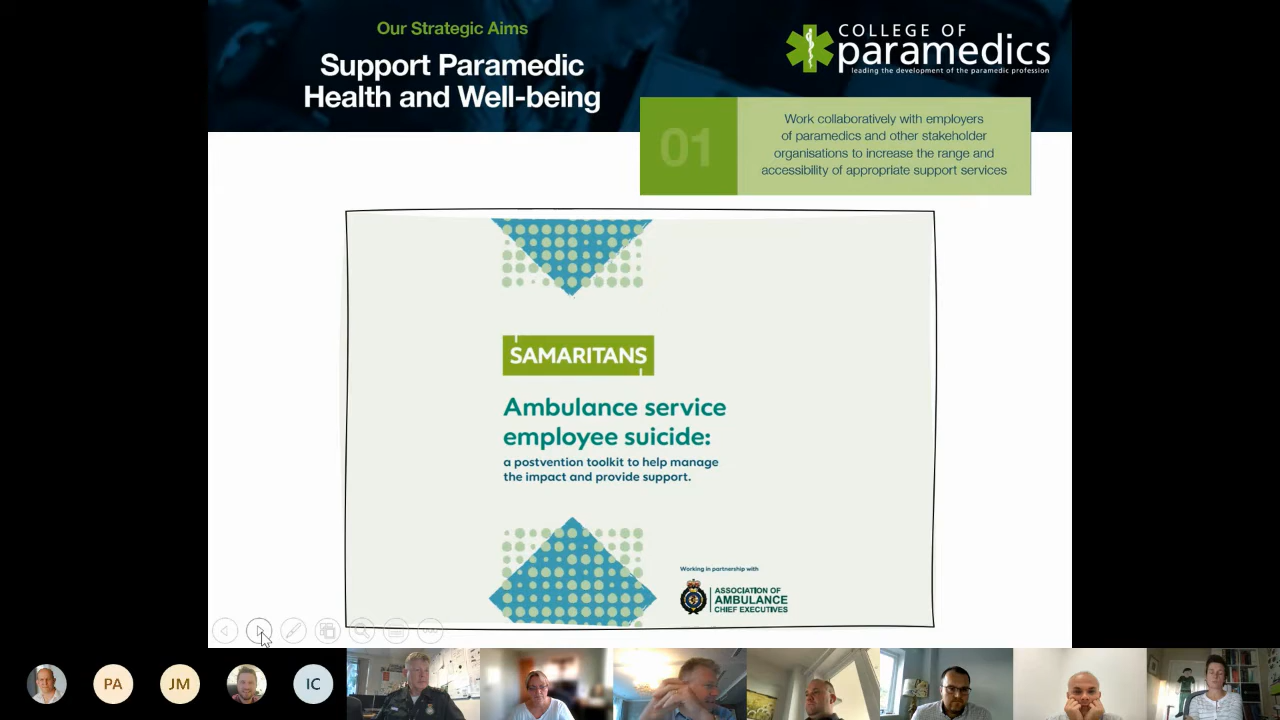 Our Strategic Aims
Support Paramedic
Health and Well-being
COLLEGE OF
paramedics
leading the development of the paramedic profession
01
Work collaboratively with employers
of paramedics and other stakeholder
organisations to increase the range and
accessibility of appropriate support services
SAMARITANS
Ambulance service
employee suicide:
a postvention toolkit to help manage
the impact and provide support.
Working in partnership with
ASSOCIATION OF
AMBULANCE
CHIEF EXECUTIVES
PA
JM
IC